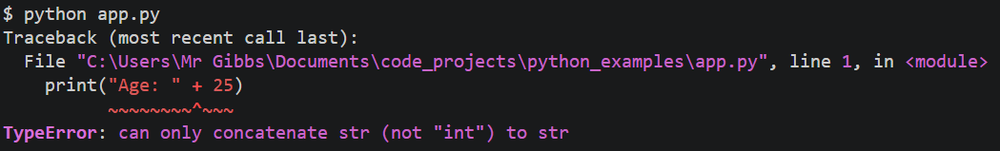 $ python app.py
Traceback (most recent call last):
  File "C:\Users\Mr Gibbs\Documents\code_projects\python_examples\app.py", line 1, in <module>
    print("Age: " + 25)
          ~~~~~~~~^~~~
TypeError: can only concatenate str (not "int") to str